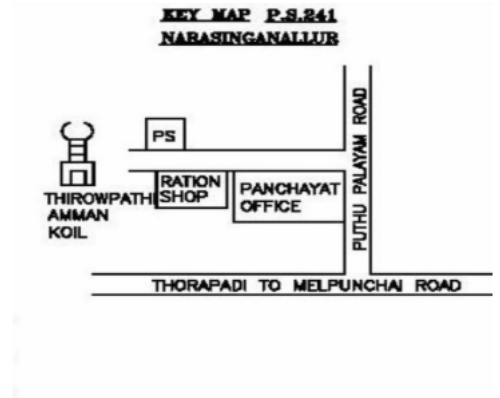 KEY MAP P.S.241
NARASINGANALLUR
PS
PUTHU PALAYAM ROAD
THIROWPATHI
AMMAN
KOIL
RATION
SHOP
PANCHAYAT
OFFICE
THORAPADI TO MELPUNCHAI ROAD